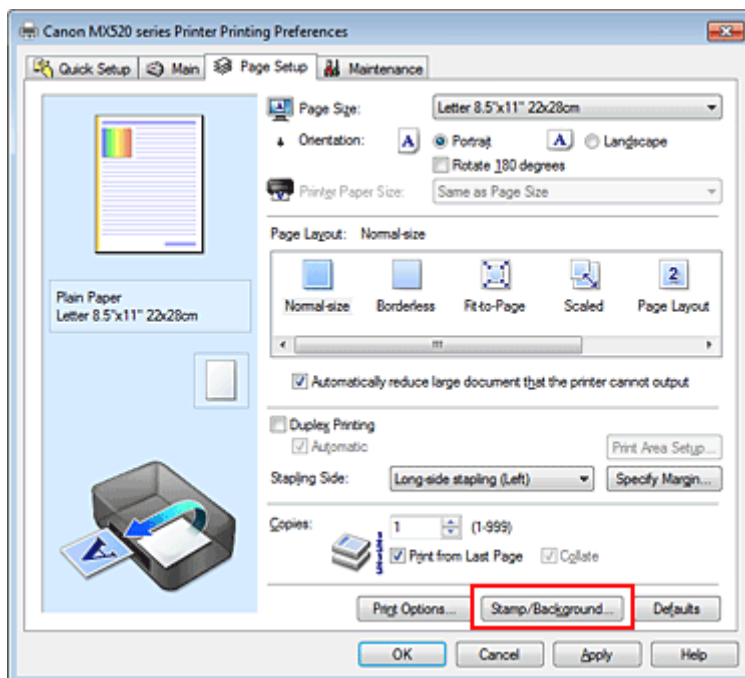 Canon MX520 series Printer Printing Preferences
Quick Setup Main Page Setup Maintenance
Page Size: Letter 8.5"x11" 22x28cm
Orientation: A Portrait A Landscape
Rotate 180 degrees
Printer Paper Size: Same as Page Size
Page Layout: Normal-size
2
Normal-size Borderless Fit-to-Page Scaled Page Layout
Plain Paper
Letter 8.5"x11" 22x28cm
Automatically reduce large document that the printer cannot output
Duplex Printing
Automatic Print Area Setup...
Stapling Side: Long-side stapling (Left) Specify Margin...
Copies: 1 (1-999)
Print from Last Page Collate
A
Print Options... Stamp/Background... Defaults
OK Cancel Apply Help